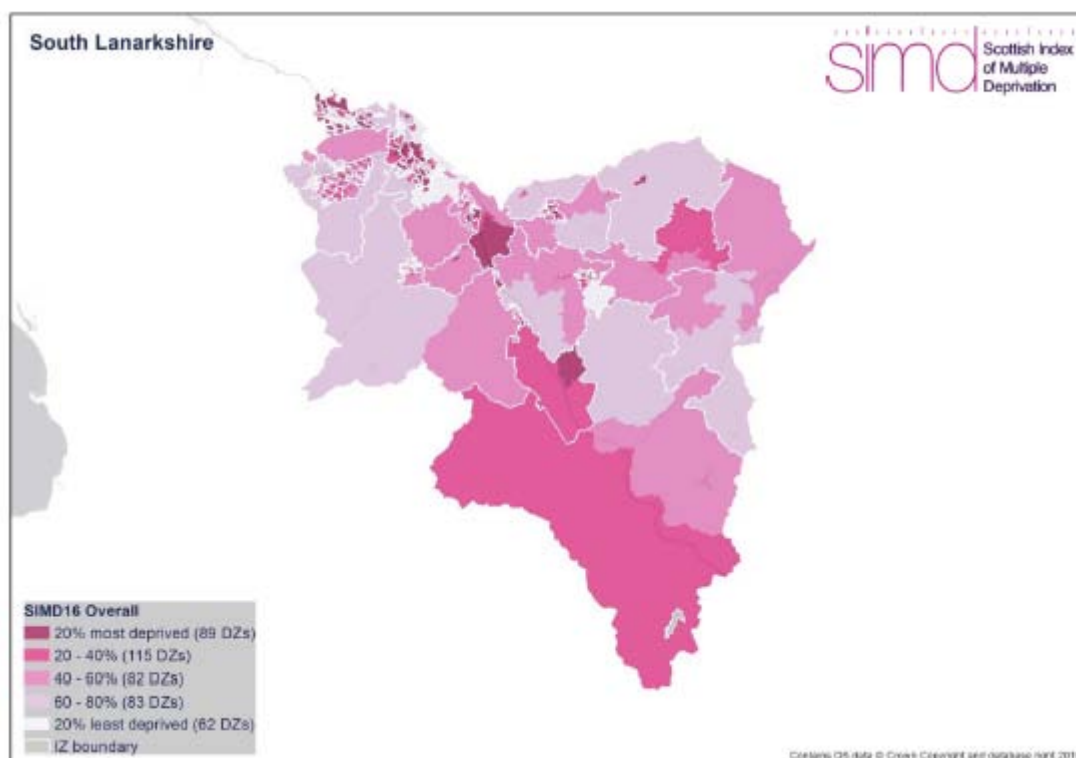 South Lanarkshire
simd
Scottish Index
of Multiple
Deprivation
SIMD16 Overall
20% most deprived (89 DZs)
20 - 40% (115 DZs)
40 - 60% (82 DZs)
60 - 80% (83 DZs)
20% least deprived (62 DZs)
IZ boundary
Contains OS data © Crown Copyright and database right